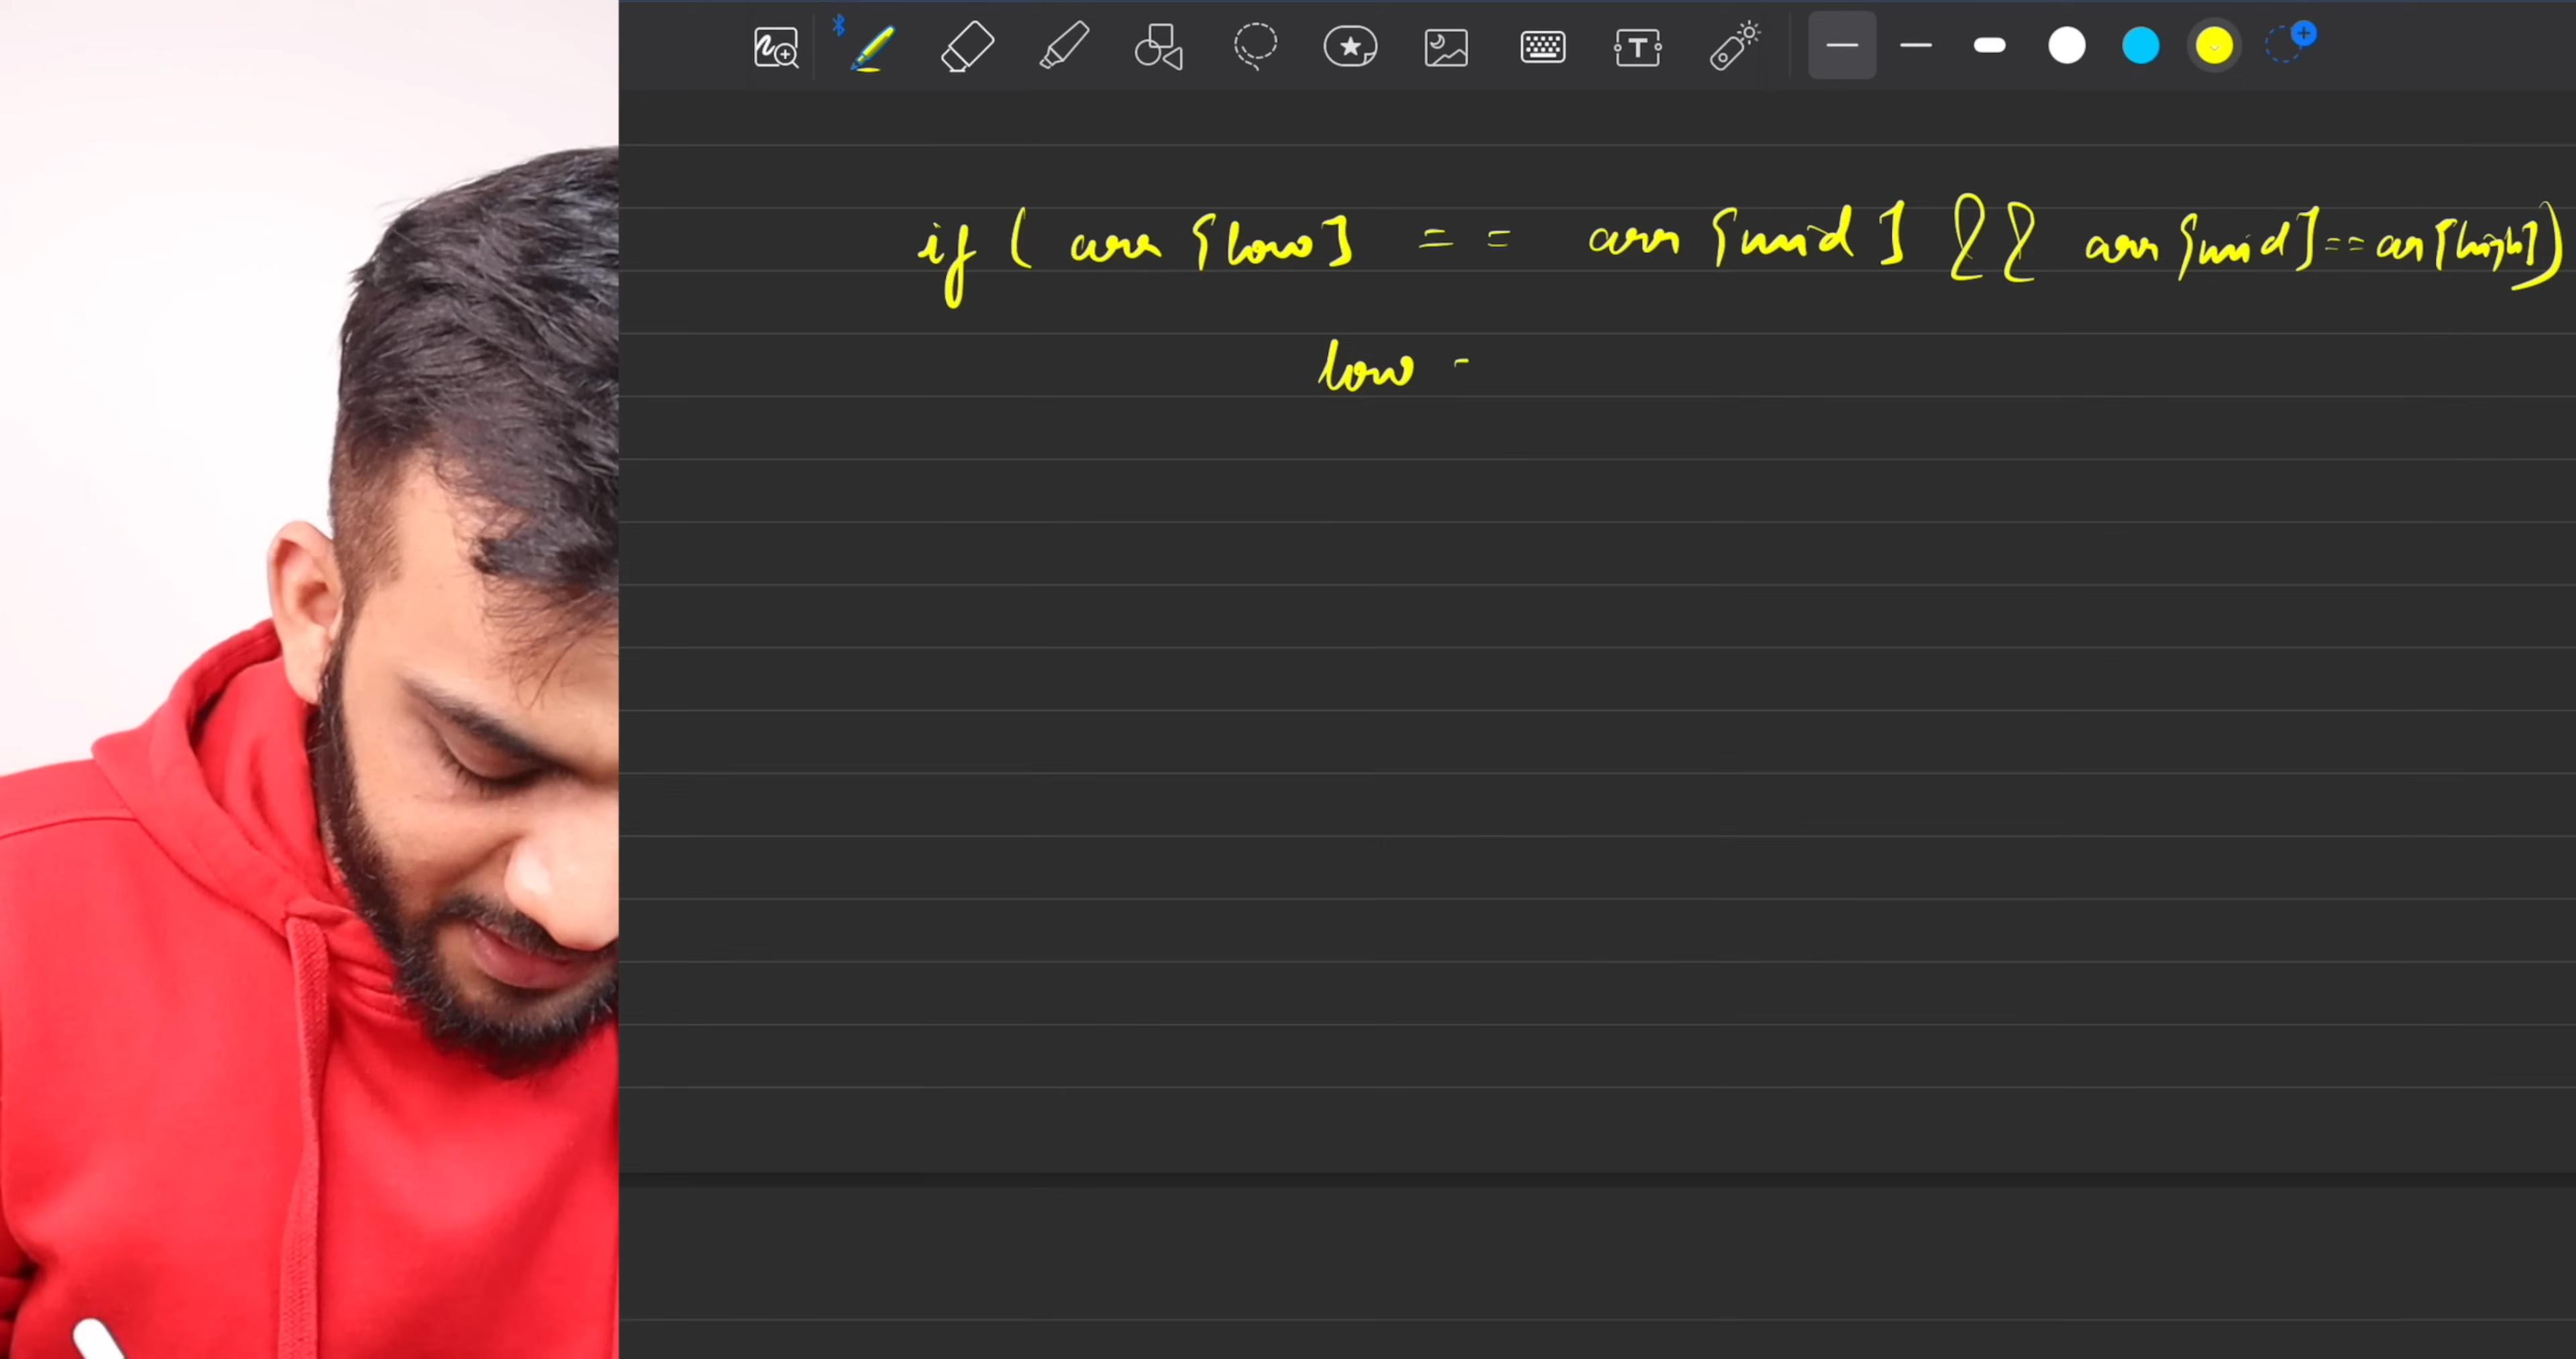 if ( arr [low] == arr [mid] && arr [mid] == arr [high])
low -